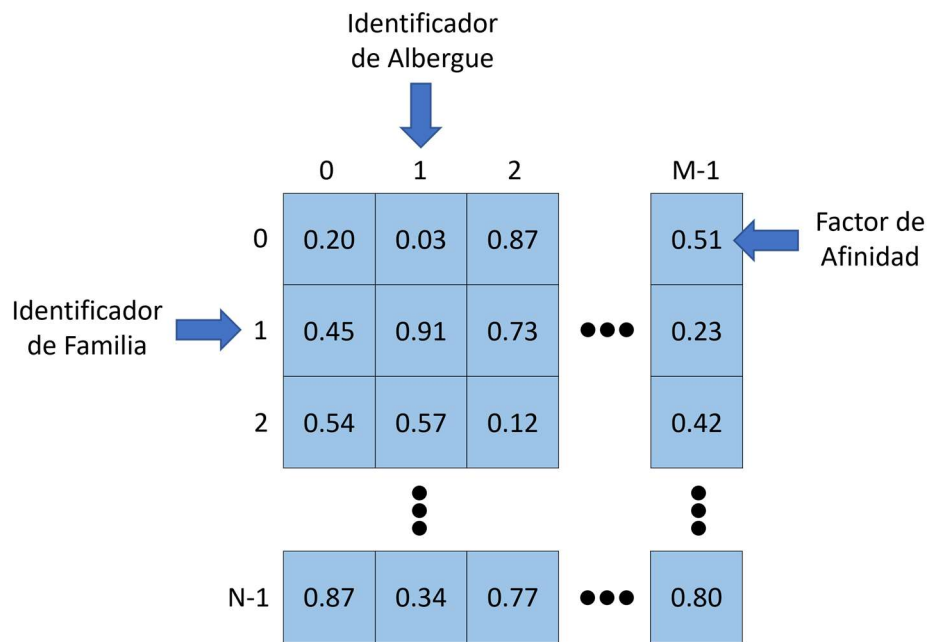 Identificador
de Albergue
0 1 2 M-1
0 0.20 0.03 0.87 0.51
Factor de
Afinidad
Identificador
de Familia
1 0.45 0.91 0.73 0.23
2 0.54 0.57 0.12 0.42
N-1 0.87 0.34 0.77 0.80